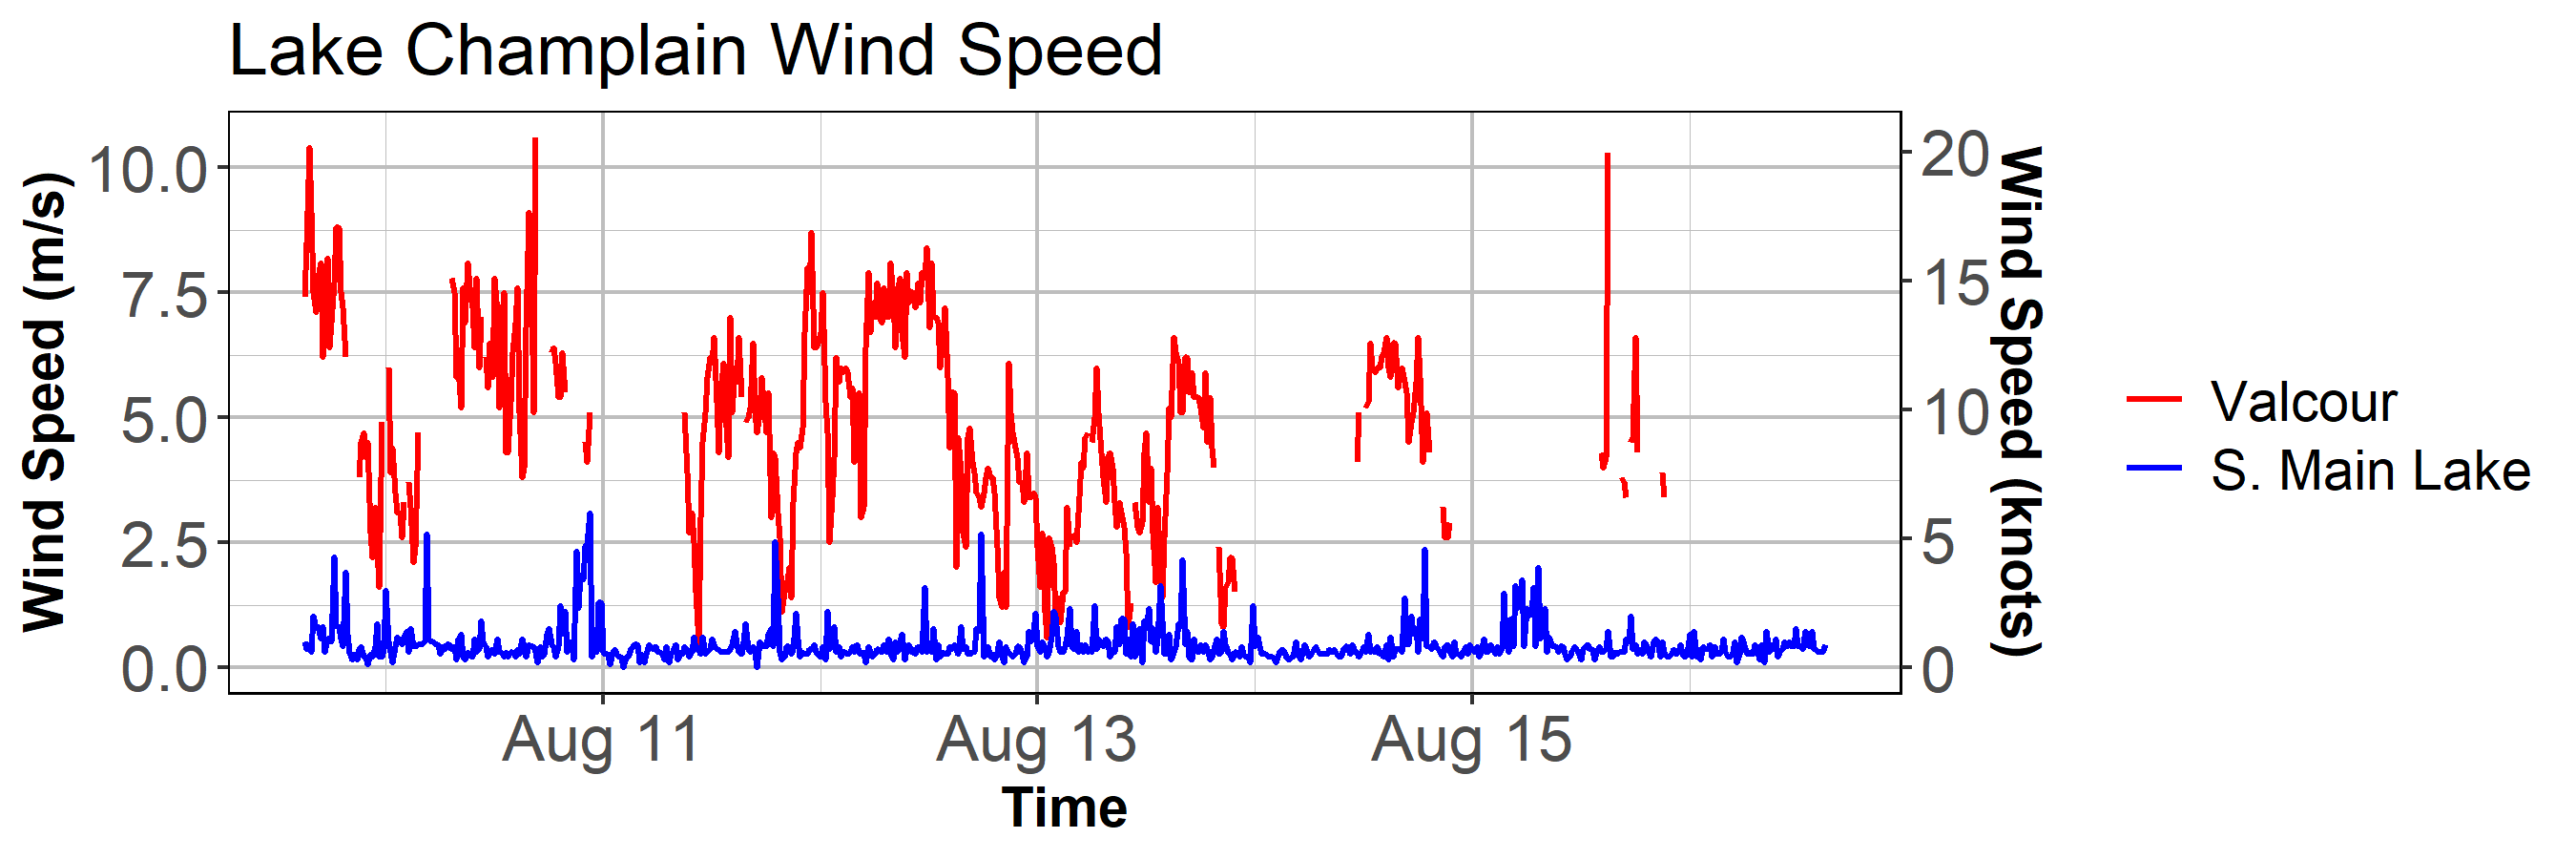 Lake Champlain Wind Speed
Wind Speed (m/s)
10.0
7.5
5.0
2.5
0.0
20
15
10
5
0
Wind Speed (knots)
Aug 11
Aug 13
Aug 15
Time
Valcour
S. Main Lake